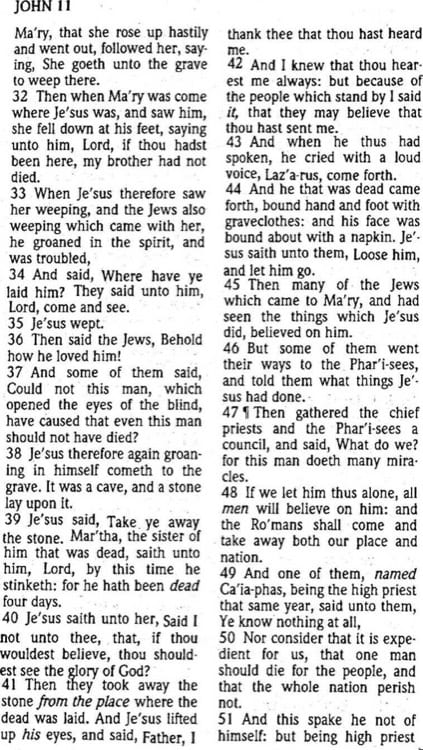 JOHN 11
Ma'ry, that she rose up hastily
and went out, followed her, say-
ing, She goeth unto the grave
to weep there.
32 Then when Ma'ry was come
where Je'sus was, and saw him,
she fell down at his feet, saying
unto him, Lord, if thou hadst
been here, my brother had not
died.
33 When Je'sus therefore saw
her weeping, and the Jews also
weeping which came with her,
he groaned in the spirit, and
was troubled,
34 And said, Where have ye
laid him? They said unto him,
Lord, come and see.
35 Je'sus wept.
36 Then said the Jews, Behold
how he loved him!
37 And some of them said,
Could not this man, which
opened the eyes of the blind,
have caused that even this man
should not have died?
38 Je'sus therefore again groan-
ing in himself cometh to the
grave. It was a cave, and a stone
lay upon it.
39 Je'sus said, Take ye away
the stone. Mar'tha, the sister of
him that was dead, saith unto
him, Lord, by this time he
stinketh: for he hath been dead
four days.
40 Je'sus saith unto her, Said I
not unto thee, that, if thou
wouldest believe, thou should-
est see the glory of God?
41 Then they took away the
stone from the place where the
dead was laid. And Je'sus lifted
up his eyes, and said, Father, I
thank thee that thou hast heard
me.
42 And I knew that thou hear-
est me always: but because of
the people which stand by I said
it, that they may believe that
thou hast sent me.
43 And when he thus had
spoken, he cried with a loud
voice, Laz'a-rus, come forth.
44 And he that was dead came
forth, bound hand and foot with
graveclothes: and his face was
bound about with a napkin. Je'-
sus saith unto them, Loose him,
and let him go.
45 Then many of the Jews
which came to Ma'ry, and had
seen the things which Je'sus
did, believed on him.
46 But some of them went
their ways to the Phar'i-sees,
and told them what things Je'-
sus had done.
47 ¶ Then gathered the chief
priests and the Phar'i-sees a
council, and said, What do we?
for this man doeth many mira-
cles.
48 If we let him thus alone, all
men will believe on him: and
the Ro'mans shall come and
take away both our place and
nation.
49 And one of them, named
Ca'ia-phas, being the high priest
that same year, said unto them,
Ye know nothing at all,
50 Nor consider that it is expe-
dient for us, that one man
should die for the people, and
that the whole nation perish
not.
51 And this spake he not of
himself: but being high priest